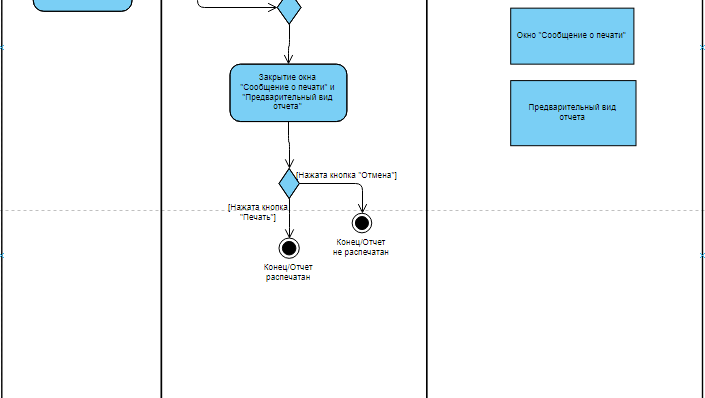 Окно "Сообщение о печати"
Закрытие окна
"Сообщение о печати" и
"Предварительный вид
отчета"
Предварительный вид
отчета
[Нажата кнопка "Отмена"]
[Нажата кнопка
"Печать"]
Конец/Отчет
не распечатан
Конец/Отчет
распечатан